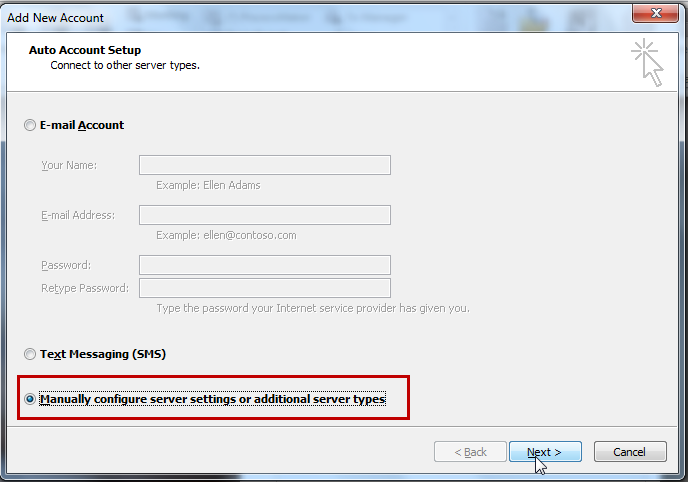 Add New Account
Auto Account Setup
Connect to other server types.
E-mail Account
Your Name:
Example: Ellen Adams
E-mail Address:
Example: ellen@contoso.com
Password:
Retype Password:
Type the password your Internet service provider has given you.
Text Messaging (SMS)
Manually configure server settings or additional server types
< Back Next > Cancel